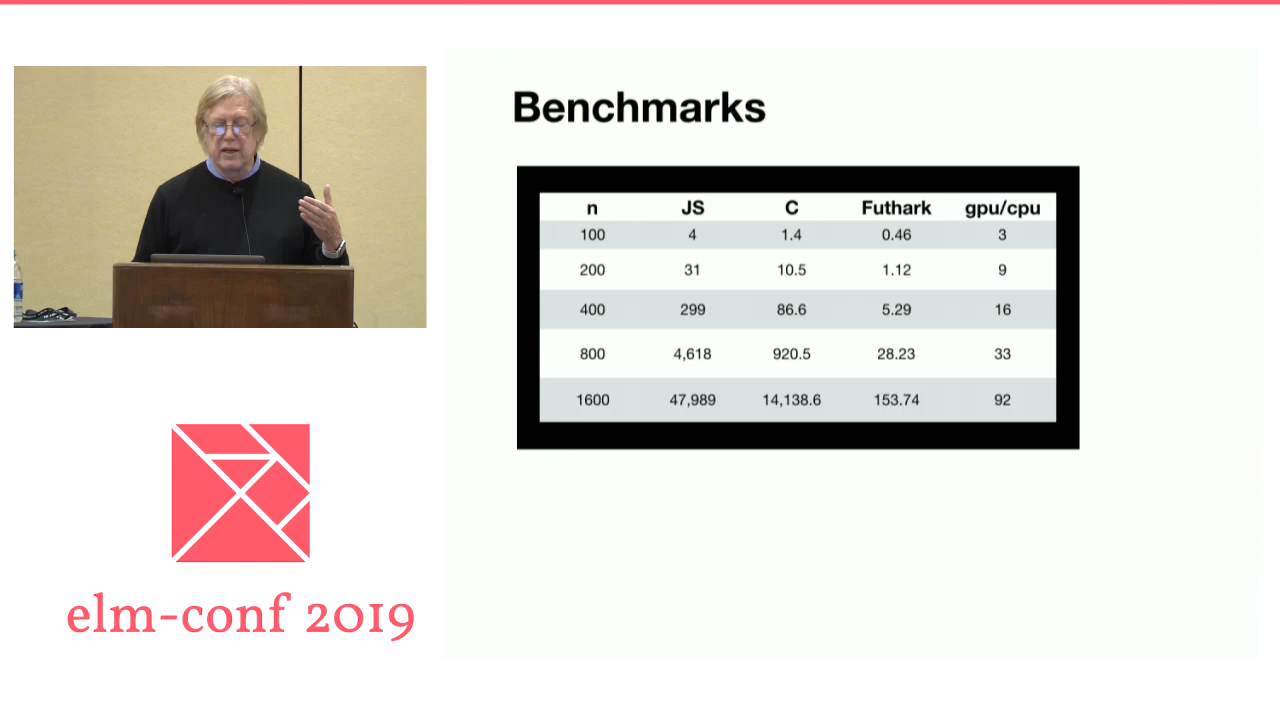 Benchmarks
n JS C Futhark gpu/cpu
100 4 1.4 0.46 3
200 31 10.5 1.12 9
400 299 86.6 5.29 16
800 4,618 920.5 28.23 33
1600 47,989 14,138.6 153.74 92
elm-conf 2019